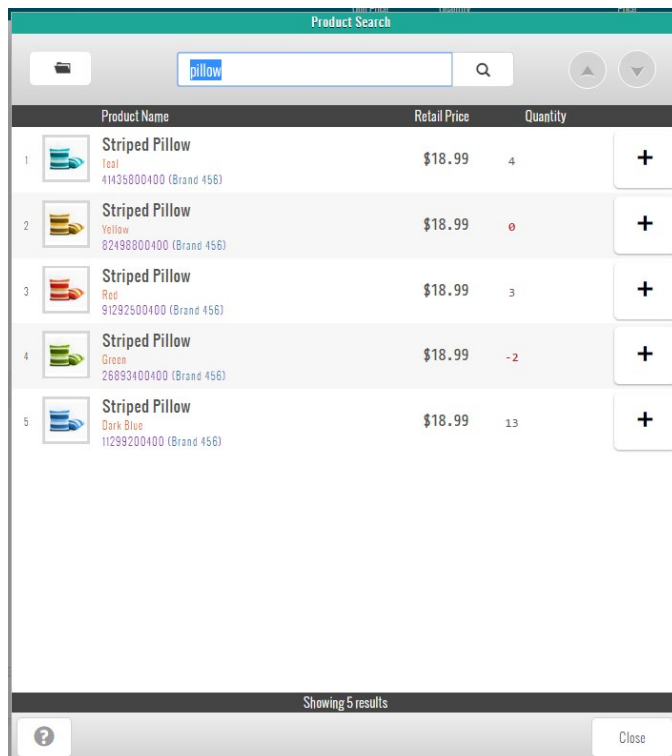 Product Search
pillow
Product Name Retail Price Quantity
1 Striped Pillow $18.99 4 +
Teal
41435800400 (Brand 456)
2 Striped Pillow $18.99 0 +
Yellow
82498800400 (Brand 456)
3 Striped Pillow $18.99 3 +
Red
91292500400 (Brand 456)
4 Striped Pillow $18.99 -2 +
Green
26893400400 (Brand 456)
5 Striped Pillow $18.99 13 +
Dark Blue
11299200400 (Brand 456)
Showing 5 results
? Close